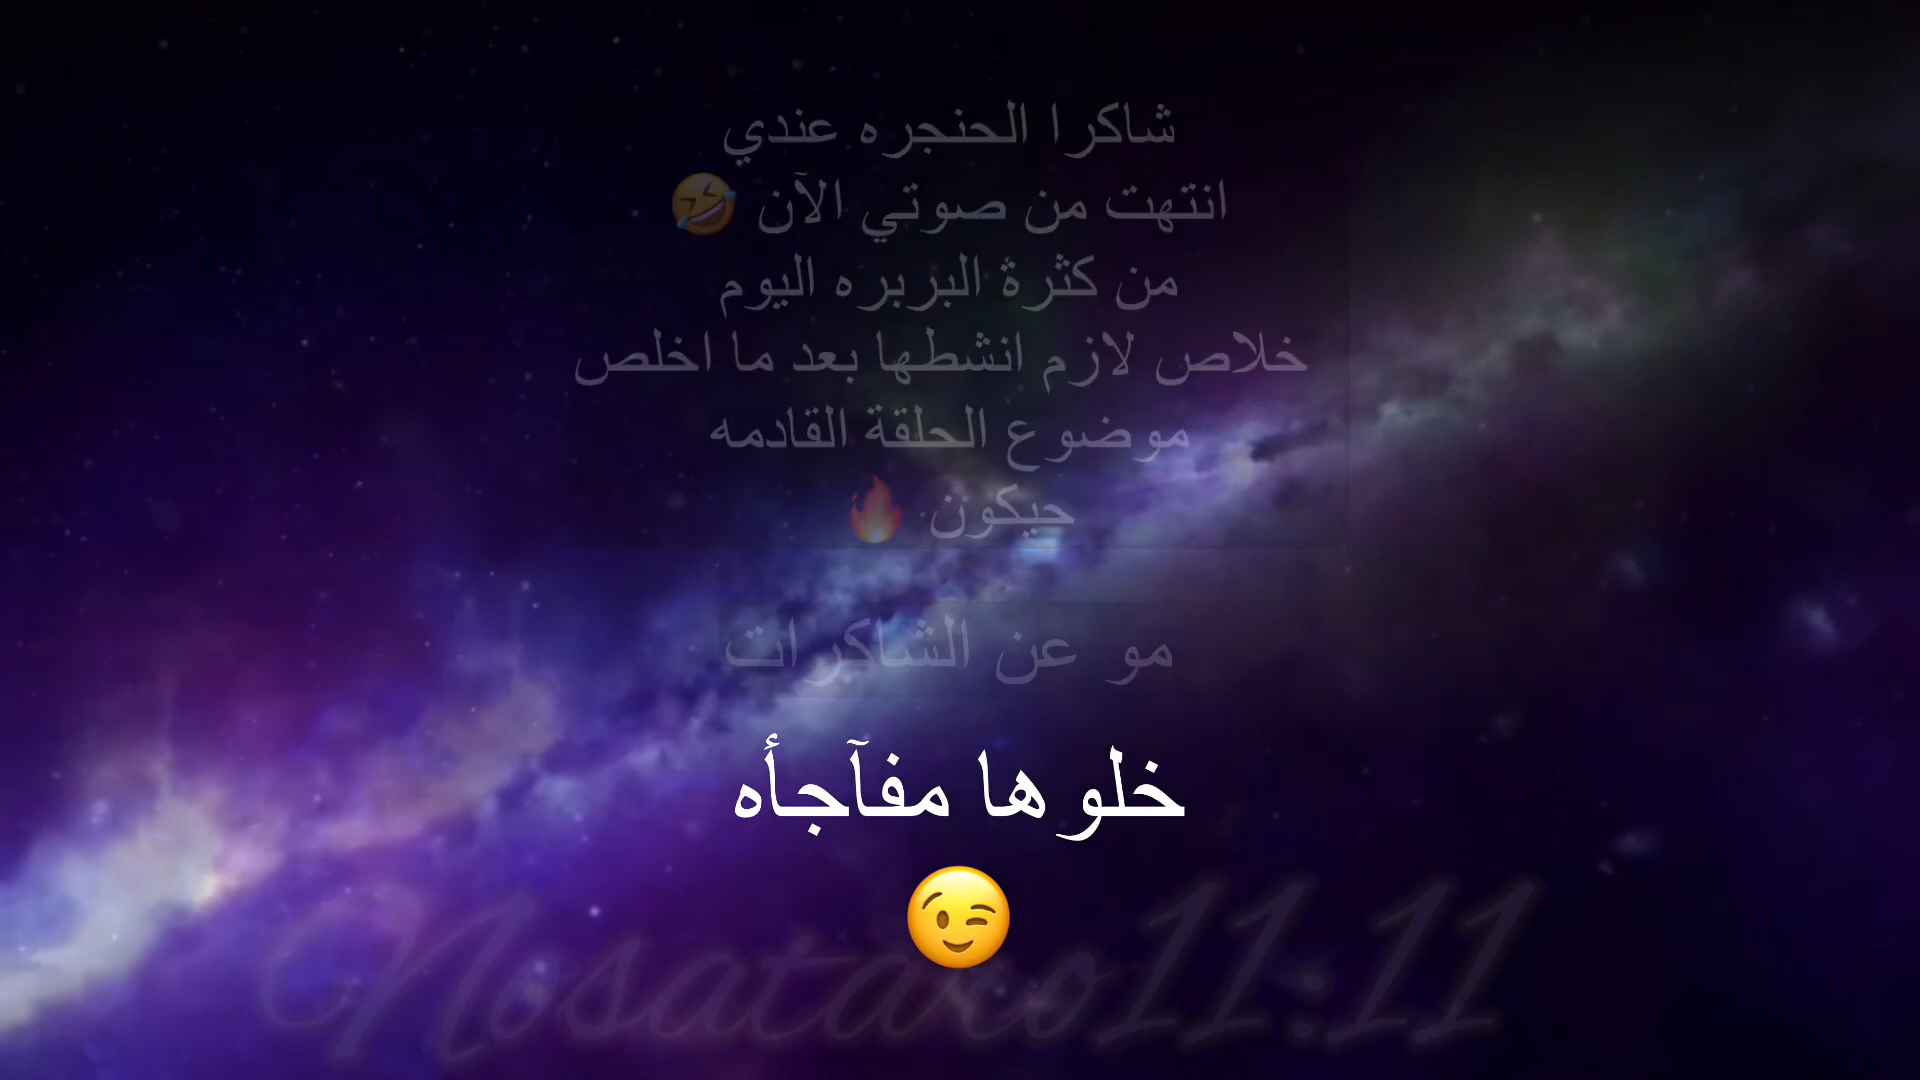 شاكرا الحنجره عندي
انتهت من صوتي الآن 🤣
من كثرة البربره اليوم
خلاص لازم انشطها بعد ما اخلص
موضوع الحلقة القادمه
حيكون 🔥
مو عن الشاكرات
خلوها مفآجأه
😉
Nosataro11:11